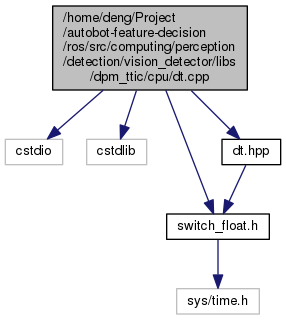 /home/deng/Project
/autobot-feature-decision
/ros/src/computing/perception
/detection/vision_detector/libs
/dpm_ttic/cpu/dt.cpp
cstdio
cstdlib
dt.hpp
switch_float.h
sys/time.h